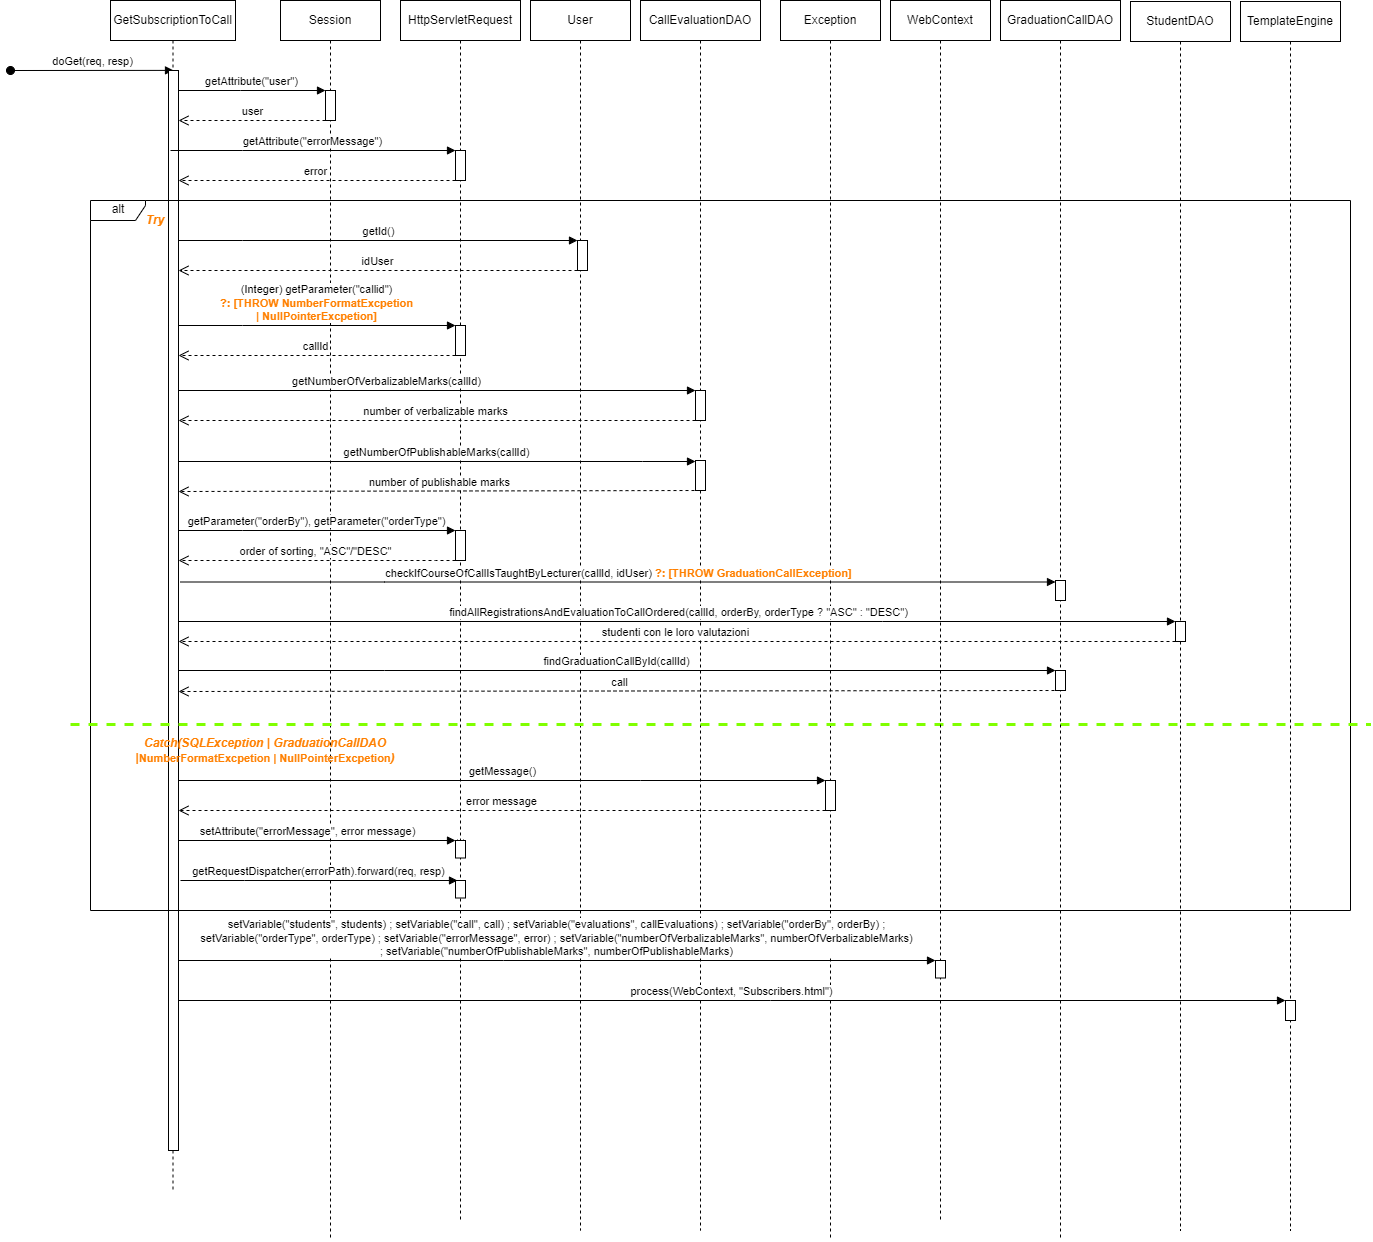 GetSubscriptionToCall
Session
HttpServletRequest
User
CallEvaluationDAO
Exception
WebContext
GraduationCallDAO
StudentDAO
TemplateEngine
doGet(req, resp)
getAttribute("user")
user
getAttribute("errorMessage")
error
alt
Try
getId()
idUser
(Integer) getParameter("callid")
?: [THROW NumberFormatExcpetion
| NullPointerExcpetion]
callId
getNumberOfVerbalizableMarks(callId)
number of verbalizable marks
getNumberOfPublishableMarks(callId)
number of publishable marks
getParameter("orderBy"), getParameter("orderType")
order of sorting, "ASC"/"DESC"
checkIfCourseOfCallIsTaughtByLecturer(callId, idUser) ?: [THROW GraduationCallException]
findAllRegistrationsAndEvaluationToCallOrdered(callId, orderBy, orderType ? "ASC" : "DESC")
studenti con le loro valutazioni
findGraduationCallById(callId)
call
Catch(SQLException | GraduationCallDAO
|NumberFormatExcpetion | NullPointerExcpetion)
getMessage()
error message
setAttribute("errorMessage", error message)
getRequestDispatcher(errorPath).forward(req, resp)
setVariable("students", students) ; setVariable("call", call) ; setVariable("evaluations", callEvaluations) ; setVariable("orderBy", orderBy) ;
setVariable("orderType", orderType) ; setVariable("errorMessage", error) ; setVariable("numberOfVerbalizableMarks", numberOfVerbalizableMarks)
; setVariable("numberOfPublishableMarks", numberOfPublishableMarks)
process(WebContext, "Subscribers.html")